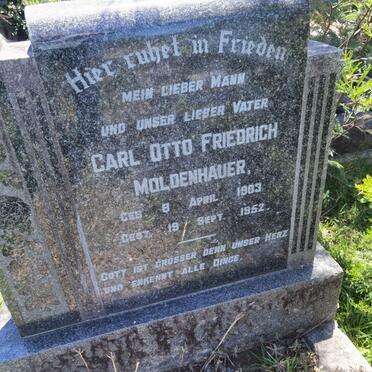 Hier ruhet in Frieden
MEIN LIEBER MANN
UND UNSER LIEBER VATER
CARL OTTO FRIEDRICH
MOLDENHAUER,
GEB 8 APRIL 1903
GEST. 19 SEPT. 1952.
GOTT IST GRÖSSER DENN UNSER HERZ
UND ERKENNT ALLE DINGE.